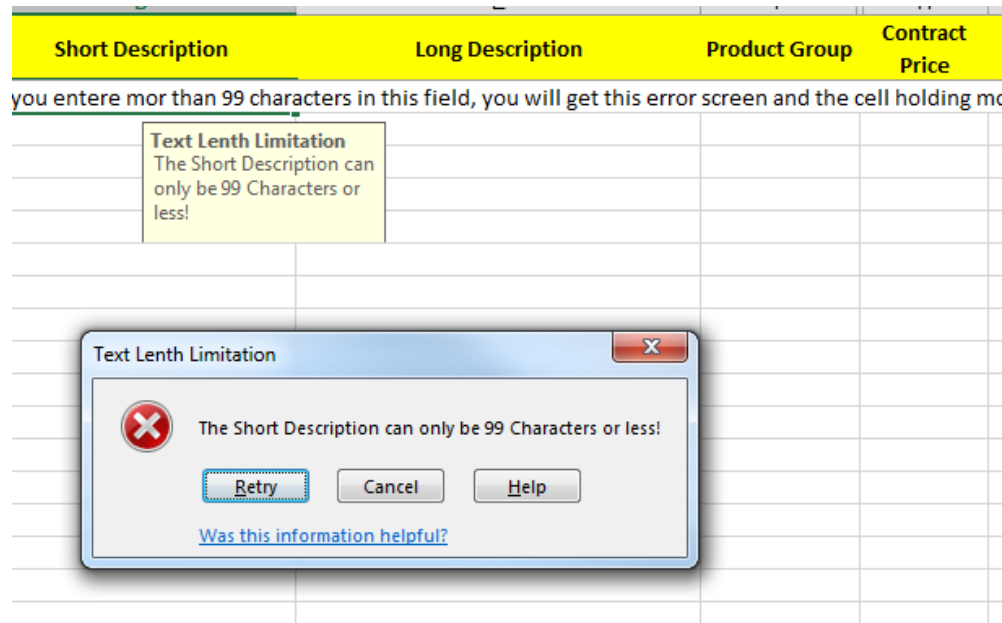 Short Description Long Description Product Group Contract Price
you entere mor than 99 characters in this field, you will get this error screen and the cell holding
Text Lenth Limitation
The Short Description can
only be 99 Characters or
less!
Text Lenth Limitation
The Short Description can only be 99 Characters or less!
Retry Cancel Help
Was this information helpful?